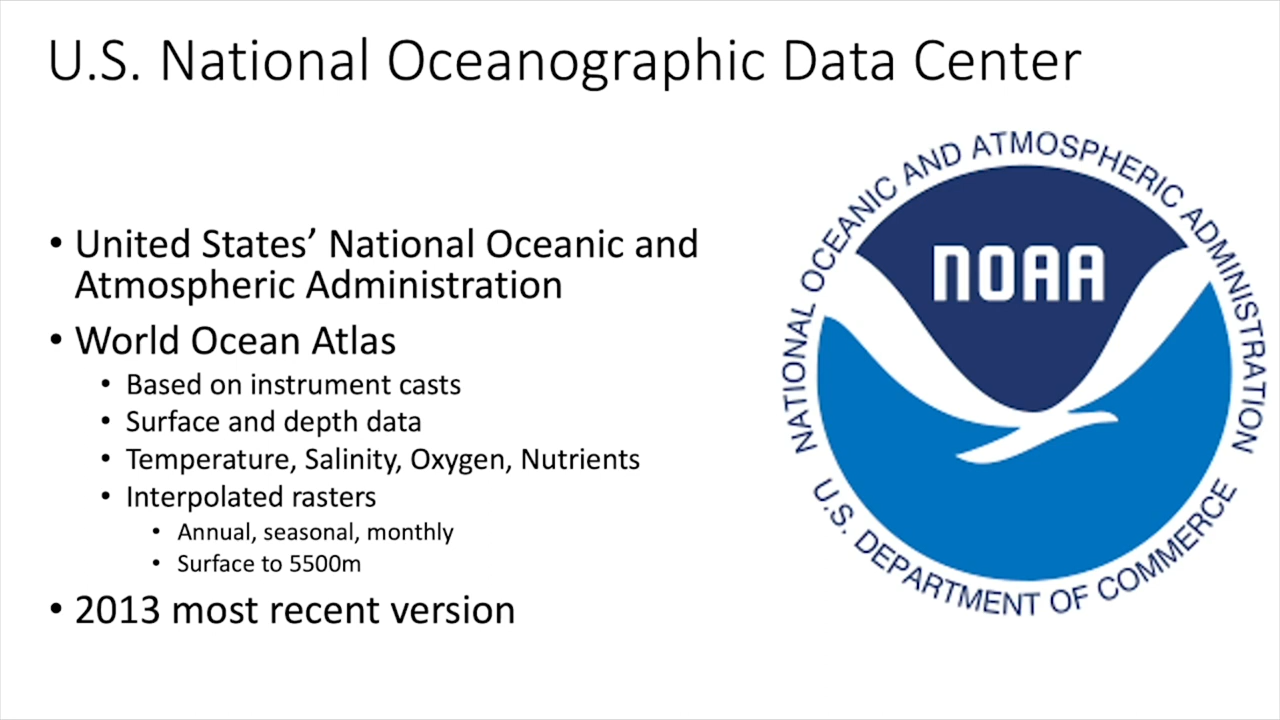 U.S. National Oceanographic Data Center
• United States’ National Oceanic and
Atmospheric Administration
• World Ocean Atlas
• Based on instrument casts
• Surface and depth data
• Temperature, Salinity, Oxygen, Nutrients
• Interpolated rasters
• Annual, seasonal, monthly
• Surface to 5500m
• 2013 most recent version
NATIONAL OCEANIC AND ATMOSPHERIC ADMINISTRATION
NOAA
U.S. DEPARTMENT OF COMMERCE